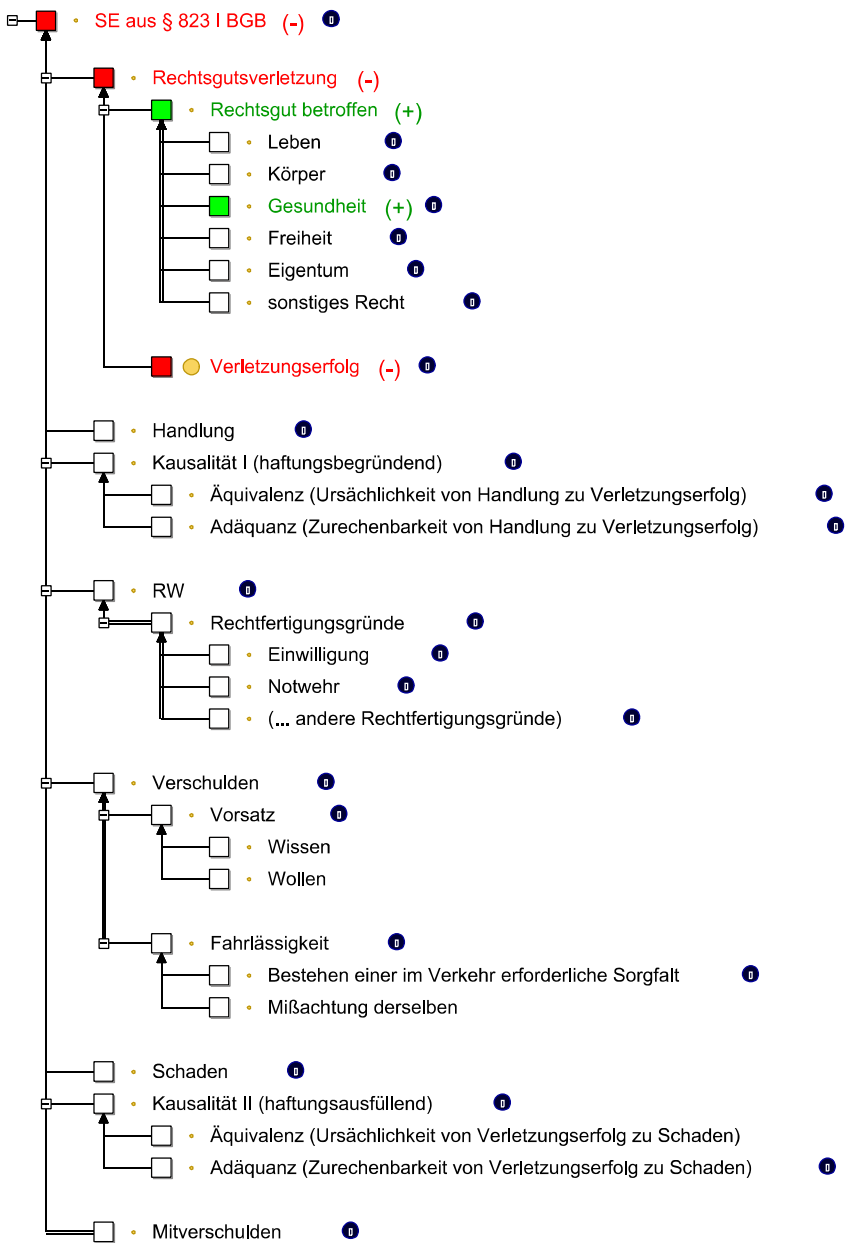 SE aus § 823 I BGB (-)
Rechtsgutsverletzung (-)
Rechtsgut betroffen (+)
Leben
Körper
Gesundheit (+)
Freiheit
Eigentum
sonstiges Recht
Verletzungserfolg (-)
Handlung
Kausalität I (haftungsbegründend)
Äquivalenz (Ursächlichkeit von Handlung zu Verletzungserfolg)
Adäquanz (Zurechenbarkeit von Handlung zu Verletzungserfolg)
RW
Rechtfertigungsgründe
Einwilligung
Notwehr
(... andere Rechtfertigungsgründe)
Verschulden
Vorsatz
Wissen
Wollen
Fahrlässigkeit
Bestehen einer im Verkehr erforderliche Sorgfalt
Mißachtung derselben
Schaden
Kausalität II (haftungsausfüllend)
Äquivalenz (Ursächlichkeit von Verletzungserfolg zu Schaden)
Adäquanz (Zurechenbarkeit von Verletzungserfolg zu Schaden)
Mitverschulden